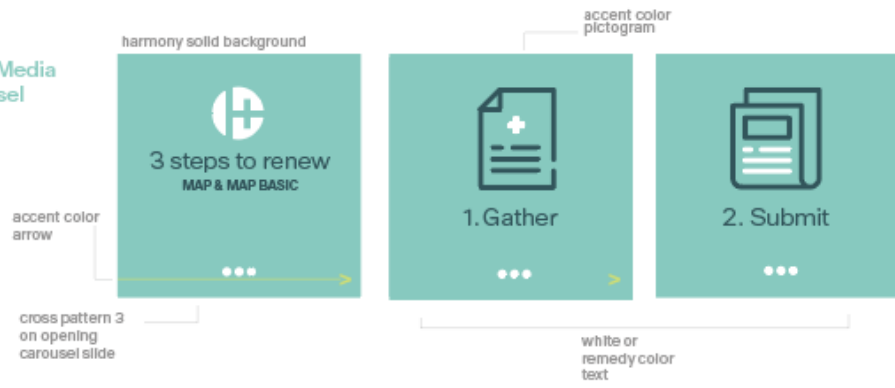 accent color
pictogram
harmony solid background
Media
sel
3 steps to renew
MAP & MAP BASIC
1. Gather
2. Submit
accent color
arrow
cross pattern 3
on opening
carousel slide
white or
remedy color
text